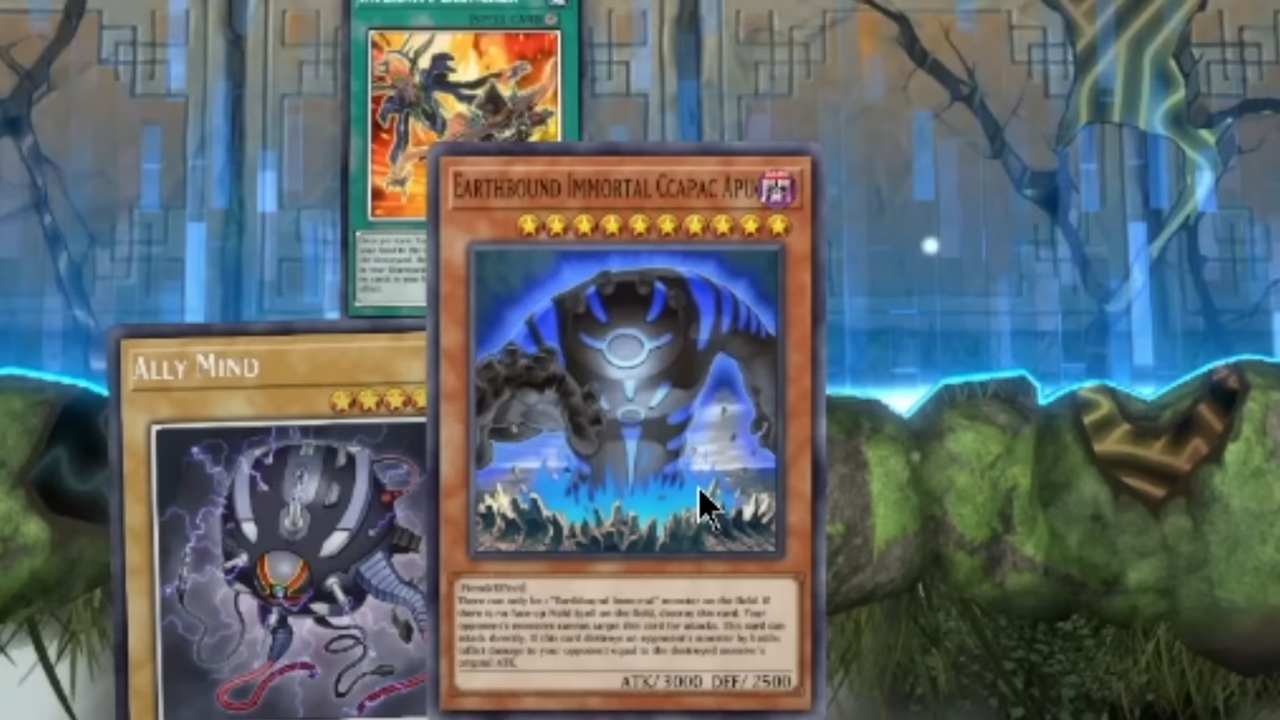 [SPELL CARD]
EARTHBOUND IMMORTAL CCAPAC APU
ALLY MIND
[Fiend/Effect]
There can only be 1 "Earthbound Immortal" monster on the field. If
there is no face-up Field Spell on the field, destroy this card. Your
opponent's monsters cannot target this card for attacks. This card can
attack directly. If this card destroys an opponent's monster by battle:
inflict damage to your opponent equal to the destroyed monster's
original ATK.
ATK/3000 DEF/2500